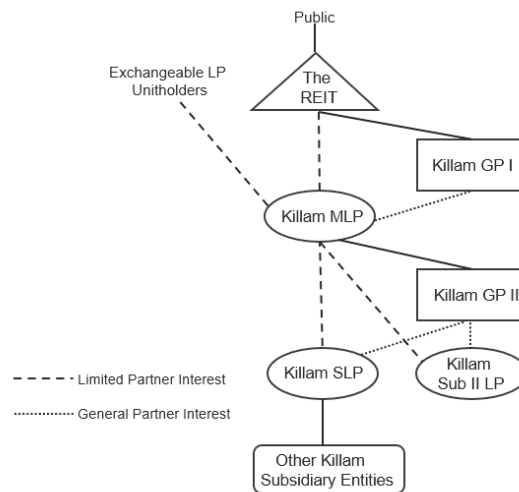 Public
Exchangeable LP
Unitholders
The
REIT
Killam GP I
Killam MLP
Killam GP II
Killam SLP
Killam
Sub II LP
Limited Partner Interest
General Partner Interest
Other Killam
Subsidiary Entities